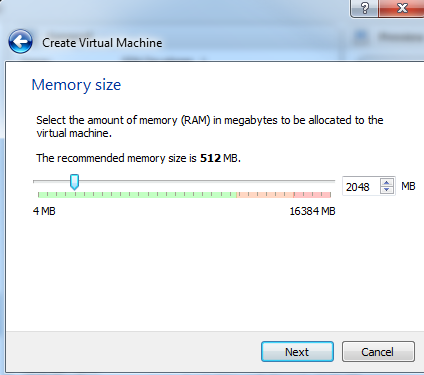 ?
Create Virtual Machine
Memory size
Select the amount of memory (RAM) in megabytes to be allocated to the
virtual machine.
The recommended memory size is 512 MB.
2048 MB
4 MB 16384 MB
Next Cancel